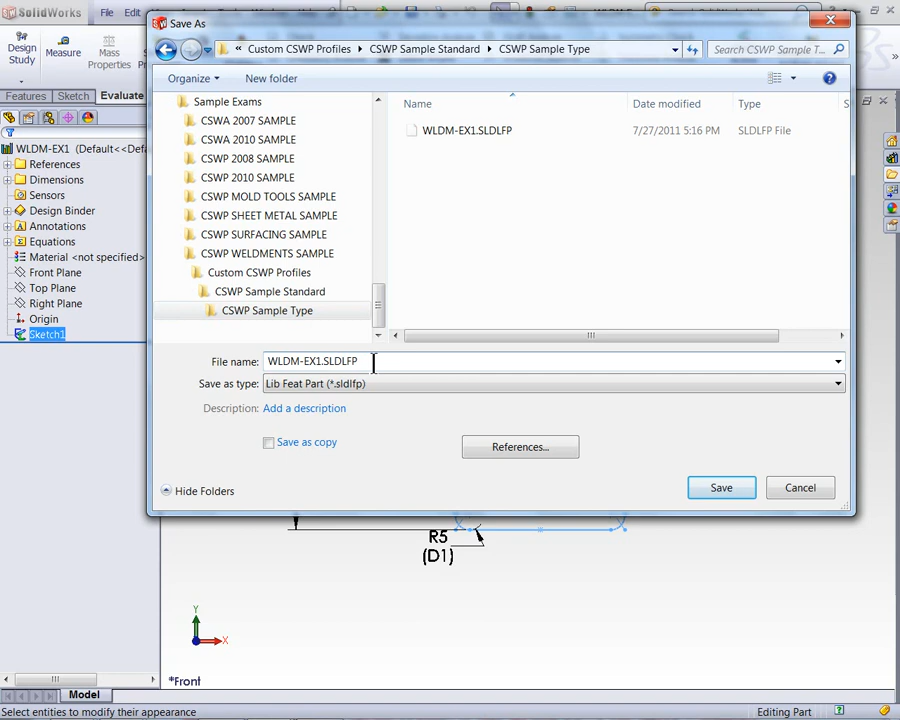 SolidWorks
File
Edit
Save As
« Custom CSWP Profiles ▸ CSWP Sample Standard ▸ CSWP Sample Type
Search CSWP Sample T...
Design Study
Measure
Mass Properties
Features
Sketch
Evaluate
Organize
New folder
WLDM-EX1 (Default<<Defa
References
Dimensions
Sensors
Design Binder
Annotations
Equations
Material <not specified>
Front Plane
Top Plane
Right Plane
Origin
Sketch1
Sample Exams
CSWA 2007 SAMPLE
CSWA 2010 SAMPLE
CSWP 2008 SAMPLE
CSWP 2010 SAMPLE
CSWP MOLD TOOLS SAMPLE
CSWP SHEET METAL SAMPLE
CSWP SURFACING SAMPLE
CSWP WELDMENTS SAMPLE
Custom CSWP Profiles
CSWP Sample Standard
CSWP Sample Type
Name Date modified Type S
WLDM-EX1.SLDLFP 7/27/2011 5:16 PM SLDLFP File
File name: WLDM-EX1.SLDLFP
Save as type: Lib Feat Part (*.sldlfp)
Description: Add a description
Save as copy
References...
Hide Folders
Save
Cancel
R5
(D1)
Y
X
*Front
Model
Select entities to modify their appearance
Editing Part